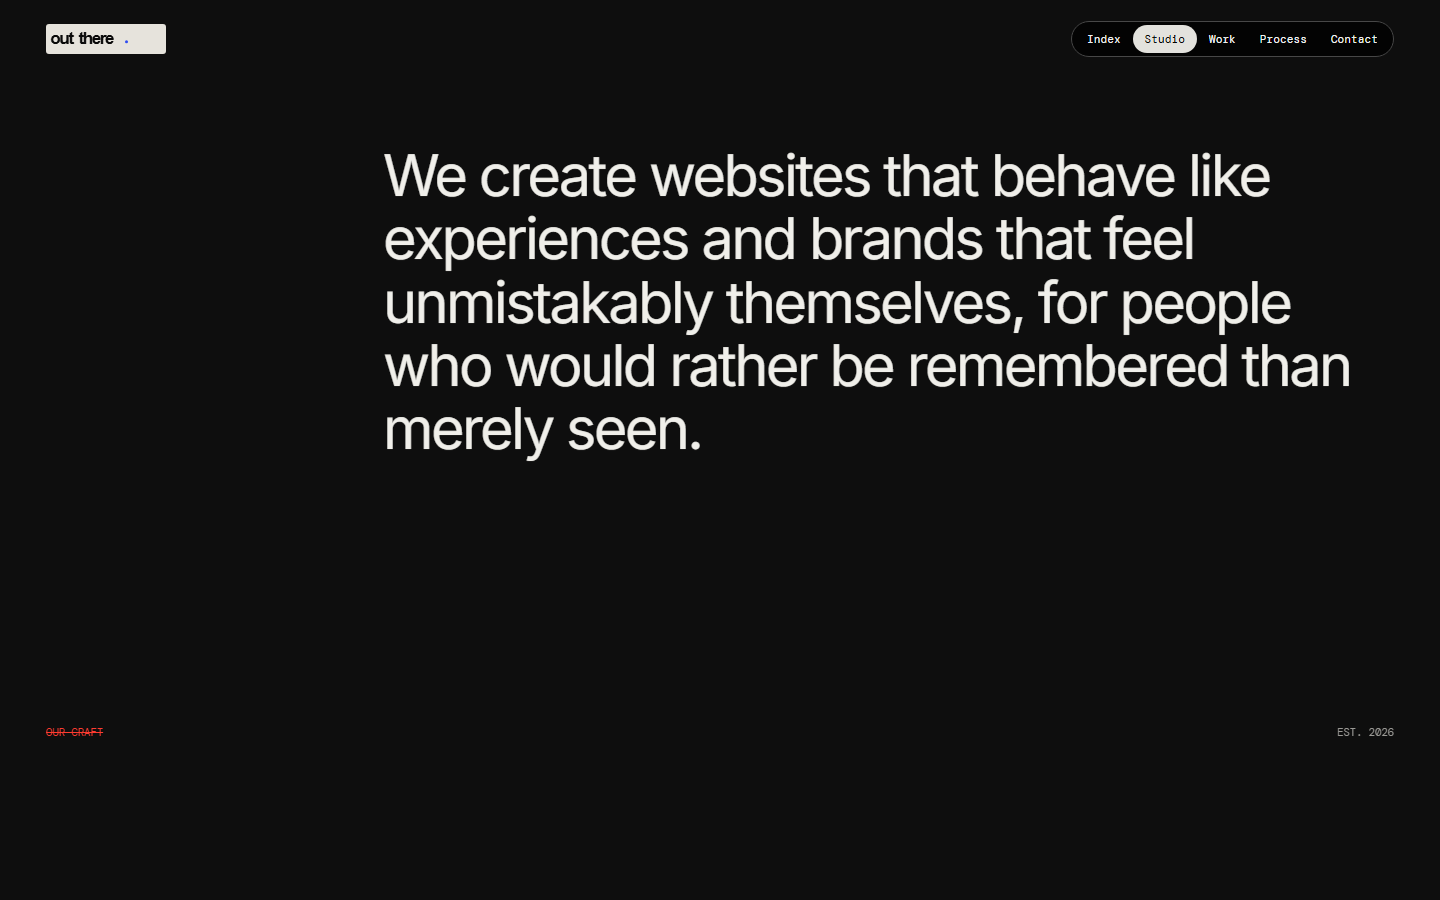 out there .
Index Studio Work Process Contact
We create websites that behave like
experiences and brands that feel
unmistakably themselves, for people
who would rather be remembered than
merely seen.
OUR CRAFT
EST. 2026